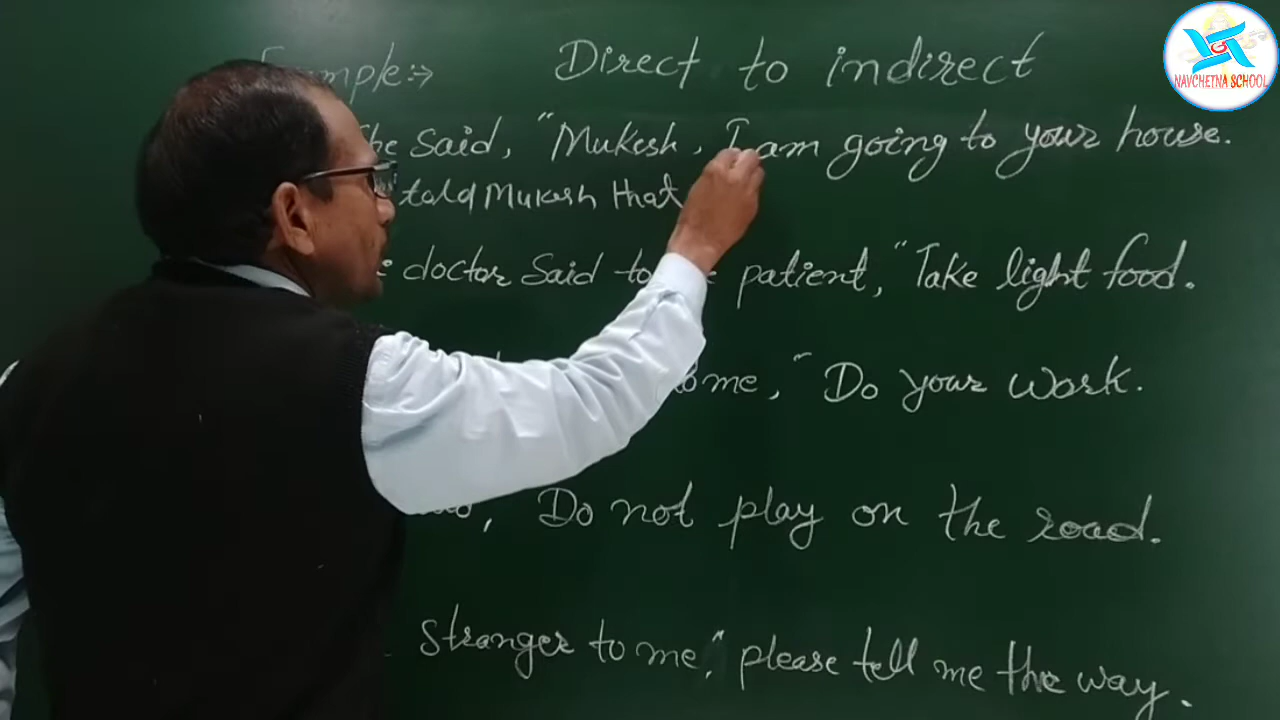 Example:→ Direct to indirect
he Said, "Mukesh, I am going to your house.
told Mukesh that
doctor Said to patient, "Take light food.
me, "Do your work.
Do not play on the road.
Stranger to me," please tell me the way.
NAVCHETNA SCHOOL